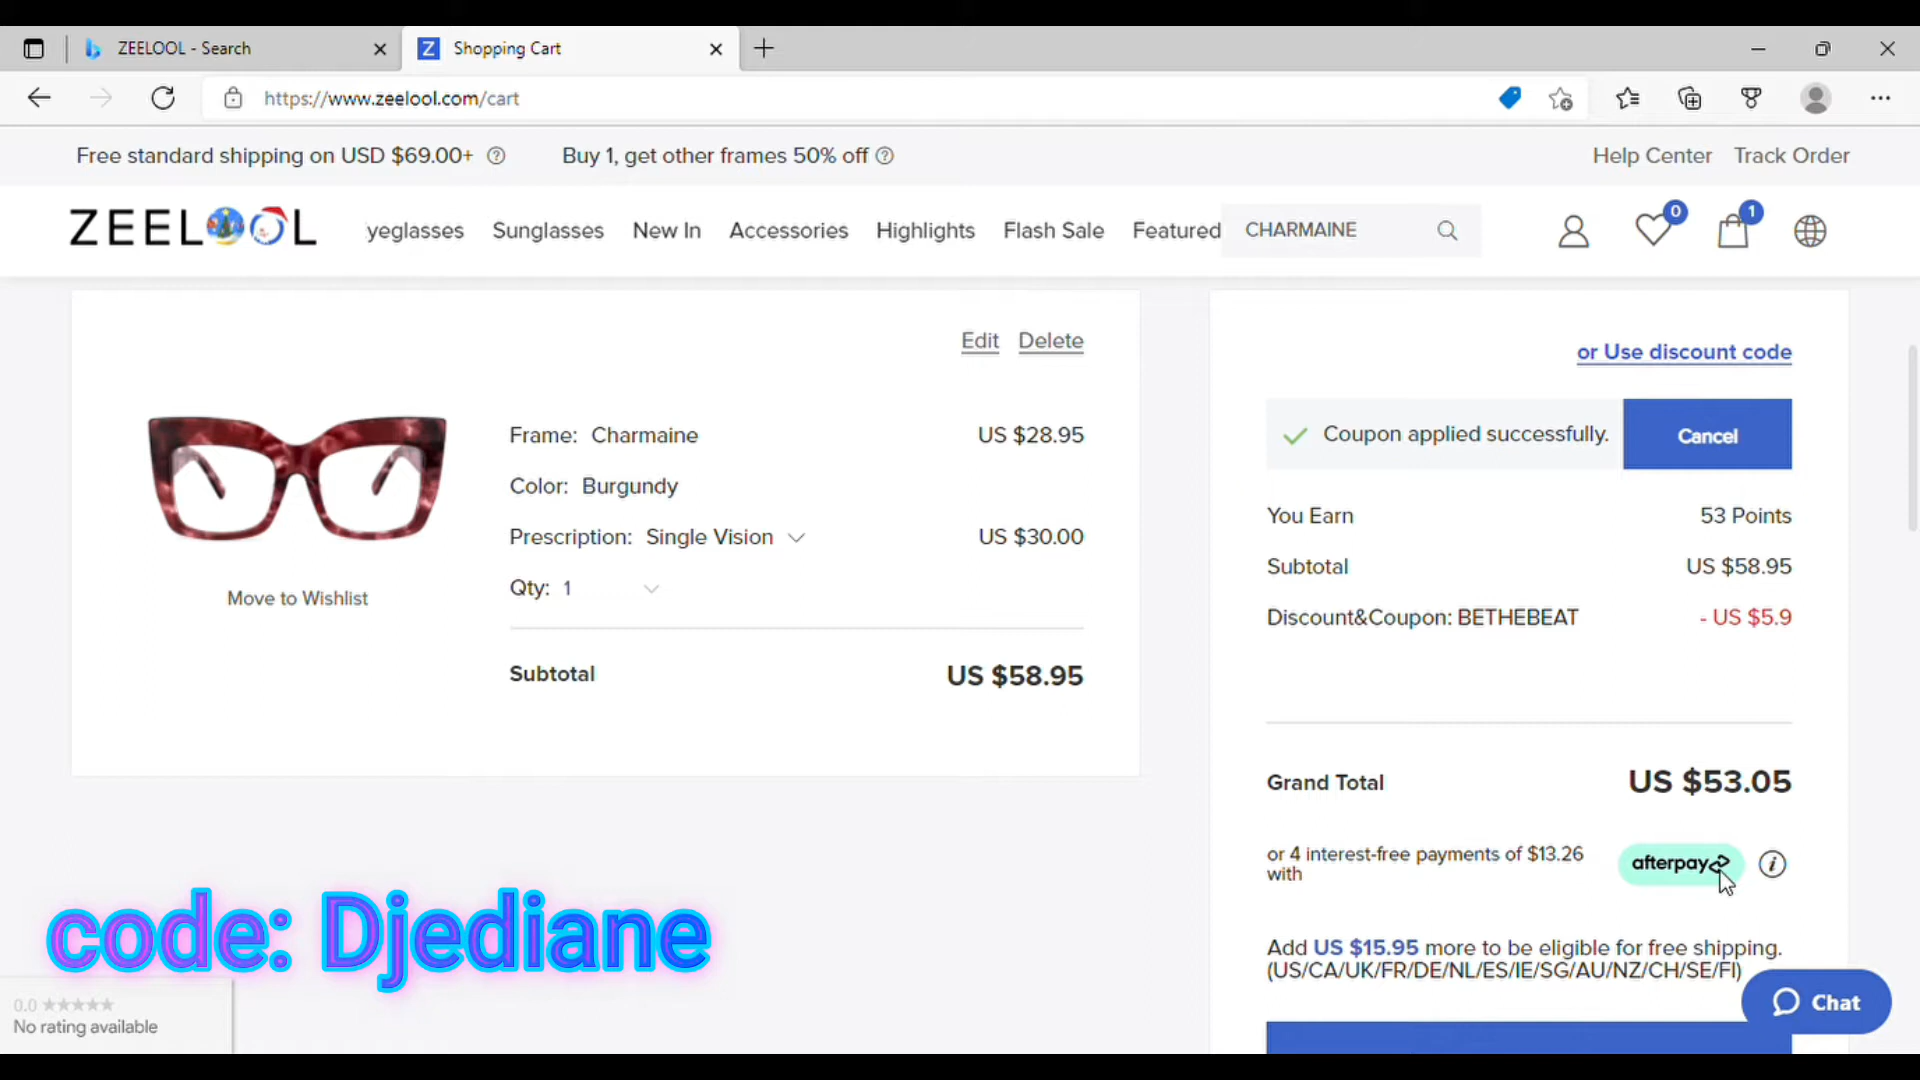 ZEELOOL - Search
Shopping Cart
https://www.zeelool.com/cart
Free standard shipping on USD $69.00+
Buy 1, get other frames 50% off
Help Center
Track Order
ZEELOOL
yeglasses
Sunglasses
New In
Accessories
Highlights
Flash Sale
Featured
CHARMAINE
0
1
Edit
Delete
Frame: Charmaine US $28.95
Color: Burgundy
Prescription: Single Vision US $30.00
Qty: 1
Move to Wishlist
Subtotal US $58.95
or Use discount code
Coupon applied successfully.
Cancel
You Earn 53 Points
Subtotal US $58.95
Discount&Coupon: BETHEBEAT - US $5.9
Grand Total US $53.05
or 4 interest-free payments of $13.26
with
afterpay
Add US $15.95 more to be eligible for free shipping.
(US/CA/UK/FR/DE/NL/ES/IE/SG/AU/NZ/CH/SE/FI)
Chat
code: Djediane
0.0 ★★★★★
No rating available